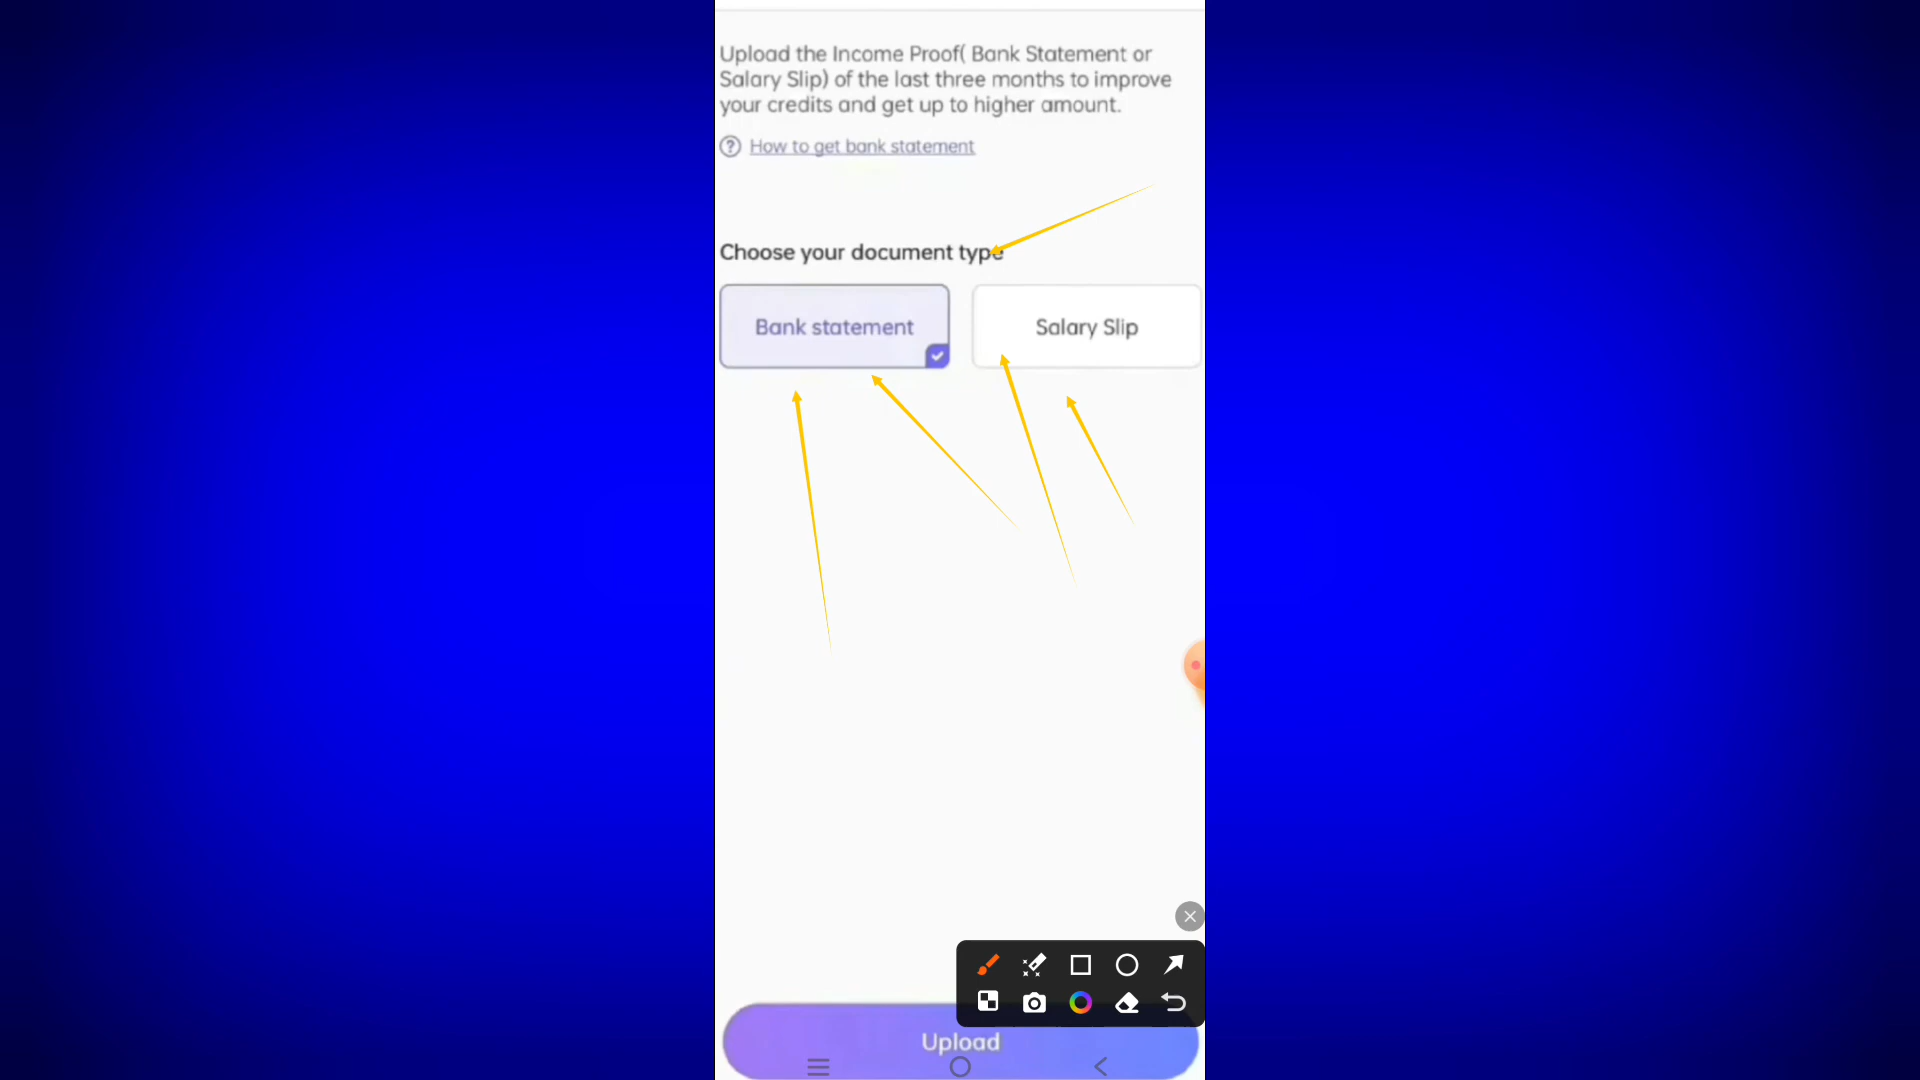 Upload the Income Proof( Bank Statement or
Salary Slip) of the last three months to improve
your credits and get up to higher amount.
? How to get bank statement
Choose your document type
Bank statement
Salary Slip
Upload